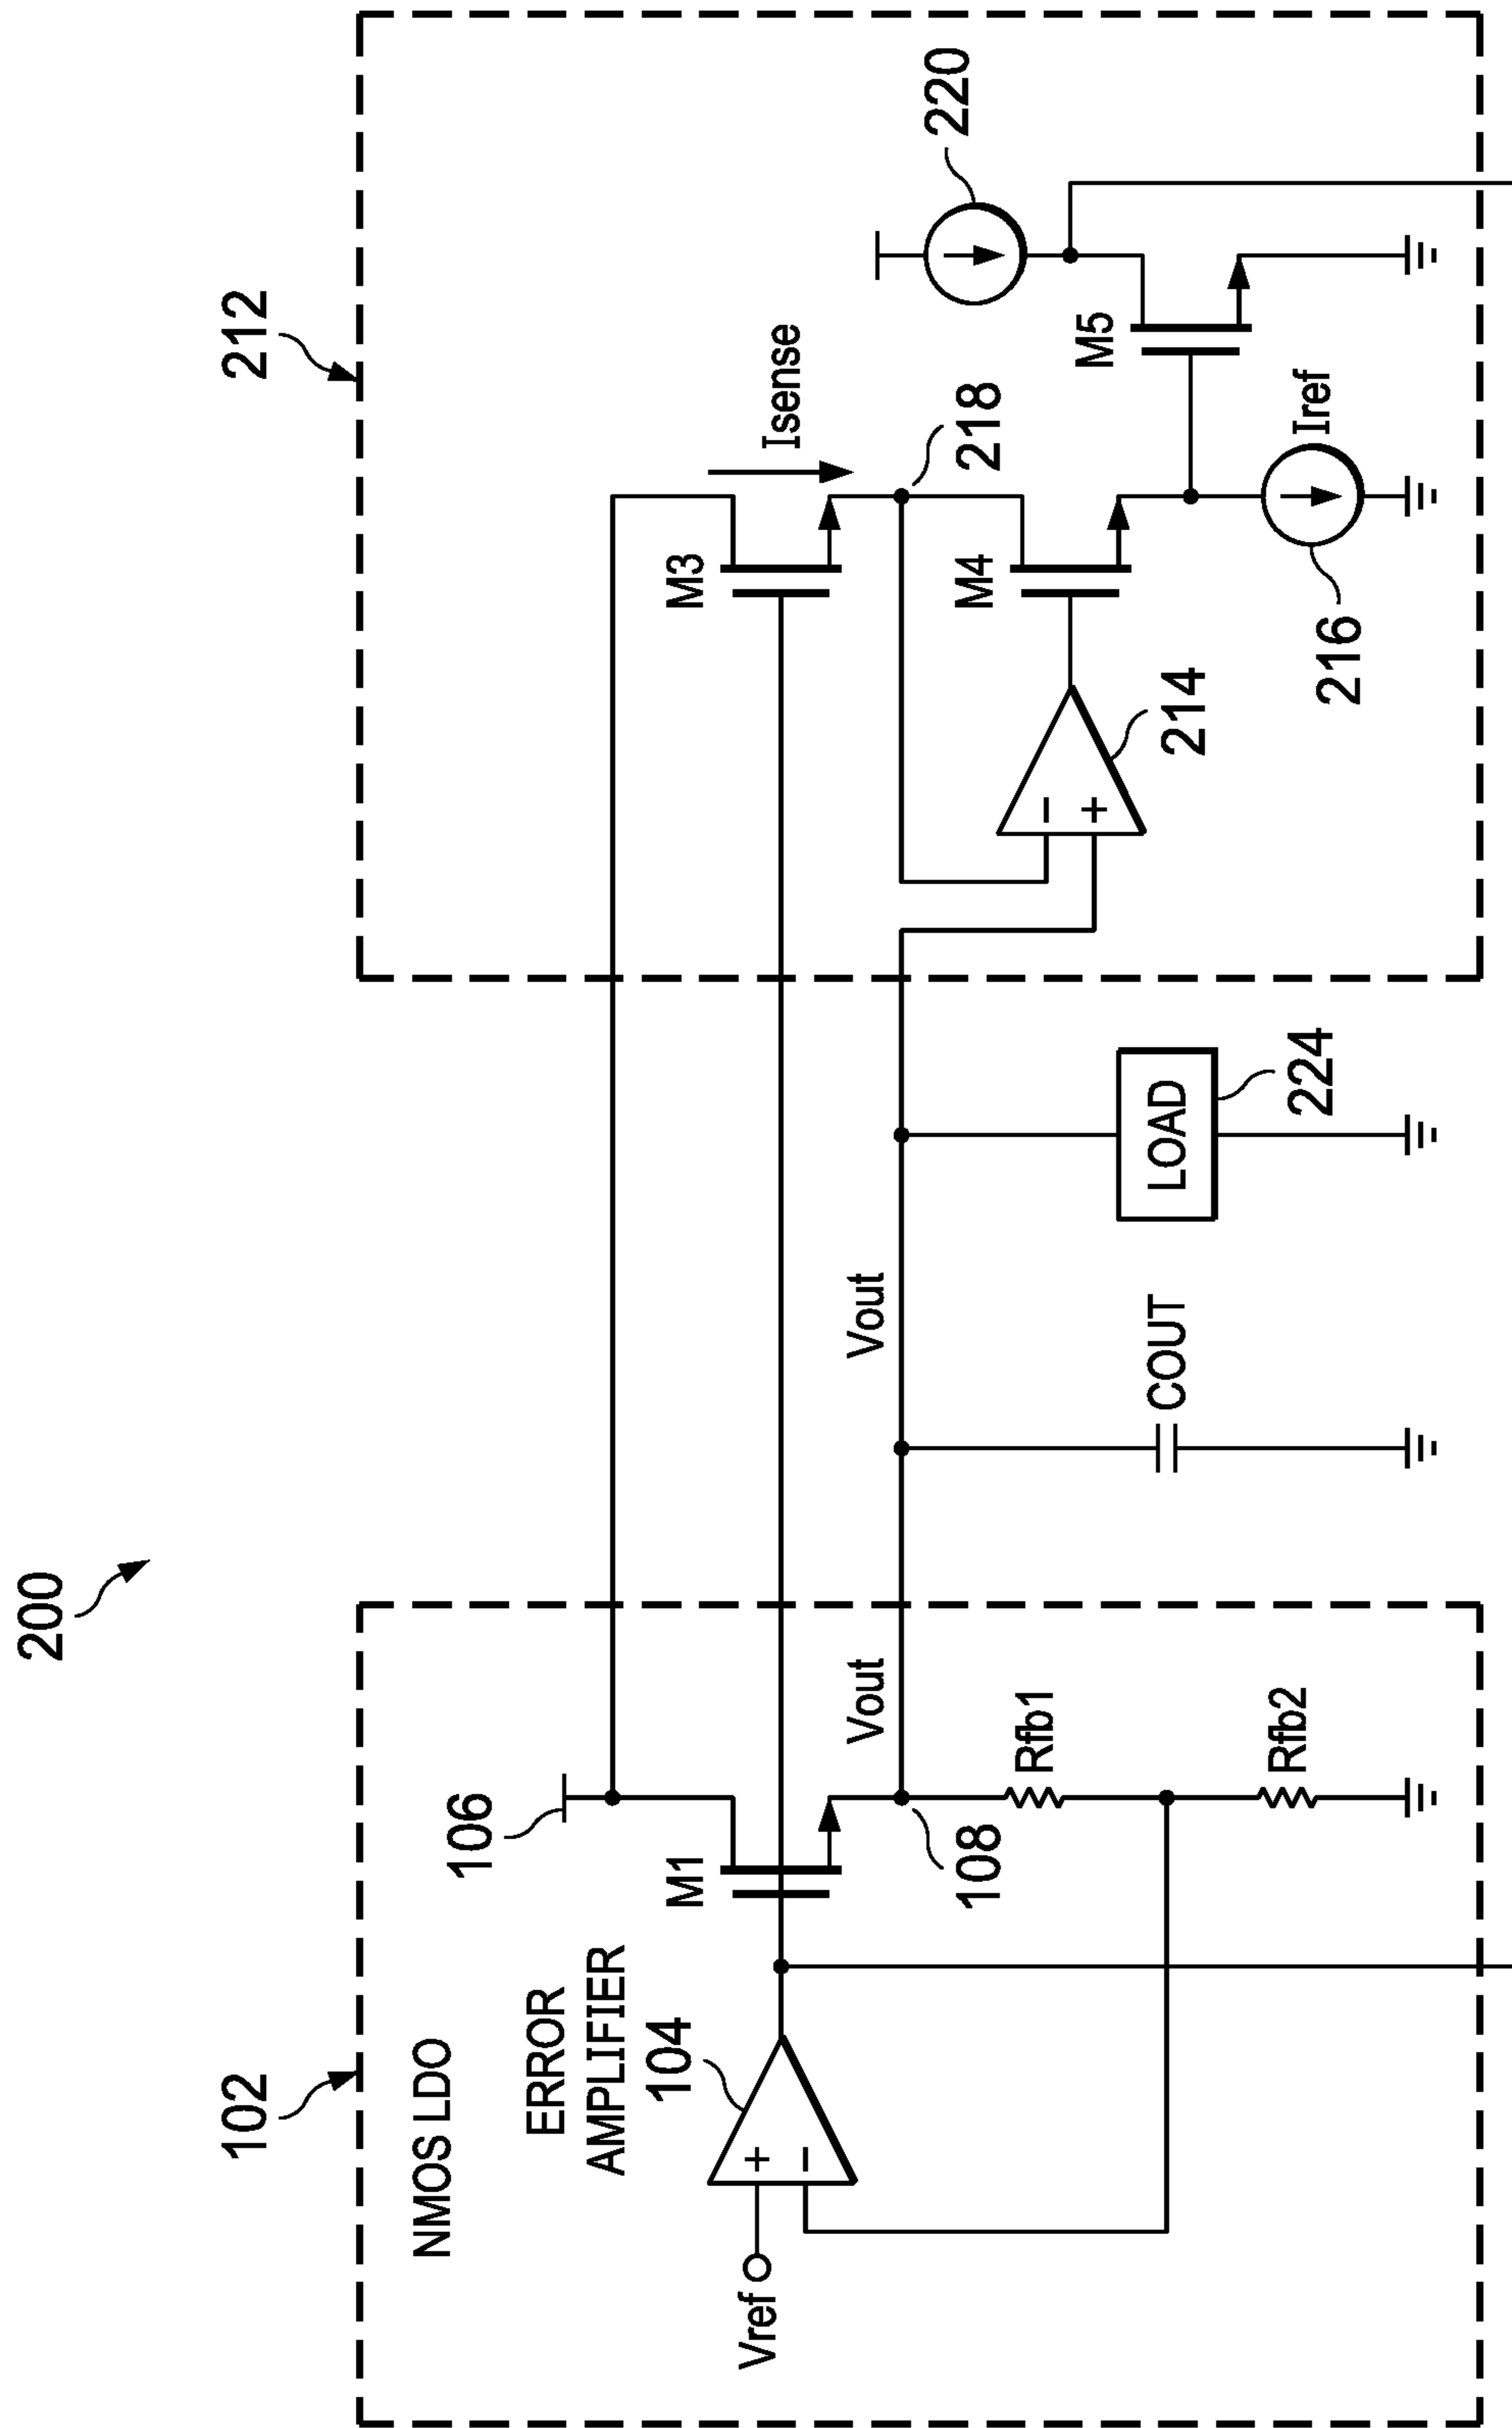 200
102
NMOS LDO
ERROR
AMPLIFIER
104
+
−
Vref
106
M1
Vout
108
Rfb1
Rfb2
Vout
COUT
LOAD
224
212
M3
Isense
218
M4
−
+
214
M5
220
Iref
216